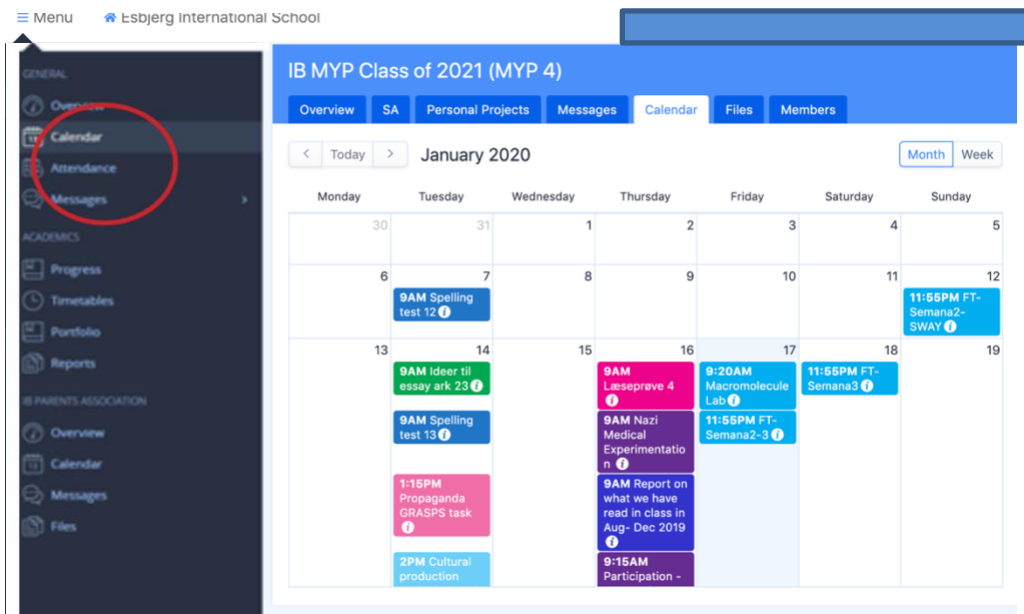 Menu Esbjerg International School
GENERAL
Overview
Calendar
Attendance
Messages
ACADEMICS
Progress
Timetables
Portfolio
Reports
IB PARENTS ASSOCIATION
Overview
Calendar
Messages
Files
IB MYP Class of 2021 (MYP 4)
Overview SA Personal Projects Messages Calendar Files Members
Today January 2020 Month Week
Monday Tuesday Wednesday Thursday Friday Saturday Sunday
30 31 1 2 3 4 5
6 7 8 9 10 11 12
9AM Spelling
test 12
11:55PM FT-
Semana2-
SWAY
13 14 15 16 17 18 19
9AM Ideer til
essay ark 23
9AM Spelling
test 13
1:15PM
Propaganda
GRASPS task
2PM Cultural
production
9AM
Læseprøve 4
9AM Nazi
Medical
Experimentatio
n
9AM Report on
what we have
read in class in
Aug- Dec 2019
9:15AM
Participation -
9:20AM
Macromolecule
Lab
11:55PM FT-
Semana2-3
11:55PM FT-
Semana3